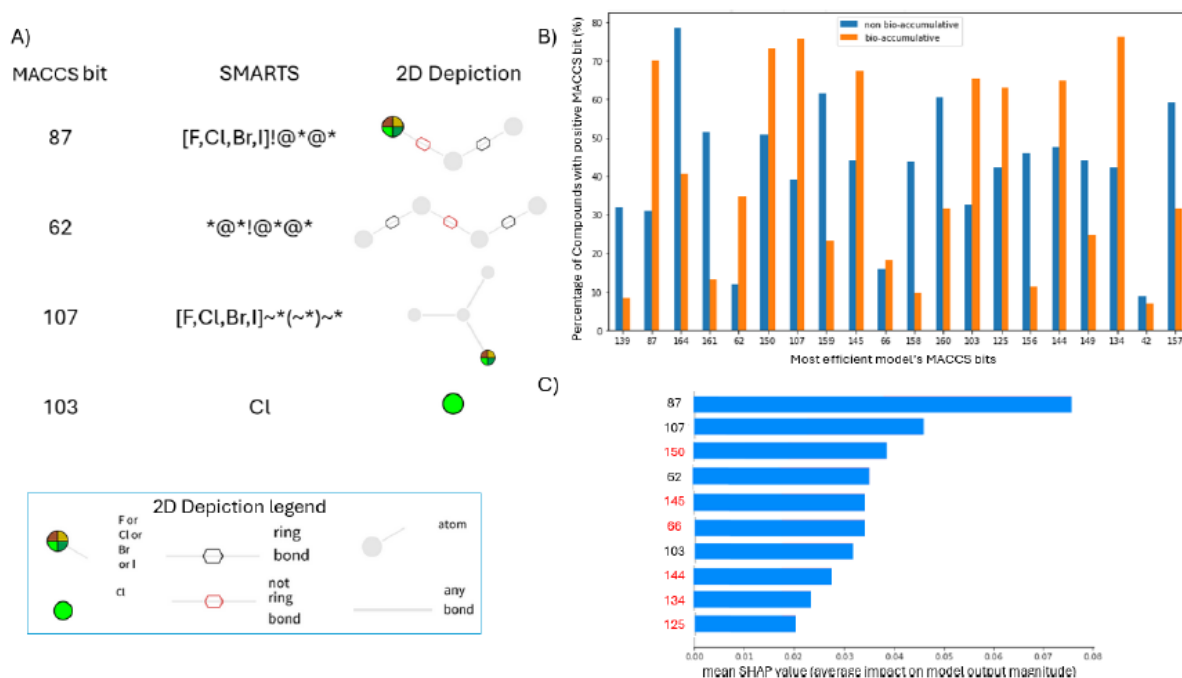 A)
MACCS bit SMARTS 2D Depiction
87 [F,Cl,Br,I]!@*@*
62 *@*!@*@*
107 [F,Cl,Br,I]~*(~*)~*
103 Cl
2D Depiction legend
F or
Cl or
Br
or I
ring
bond
atom
Cl
not
ring
bond
any
bond
B)
Percentage of Compounds with positive MACCS bit (%)
80
70
60
50
40
30
20
10
0
non bio-accumulative
bio-accumulative
139 87 164 161 62 150 107 159 145 66 158 160 103 125 156 144 149 134 42 157
Most efficient model's MACCS bits
C)
87
107
150
62
145
66
103
144
134
125
0.00 0.01 0.02 0.03 0.04 0.05 0.06 0.07 0.08
mean SHAP value (average impact on model output magnitude)